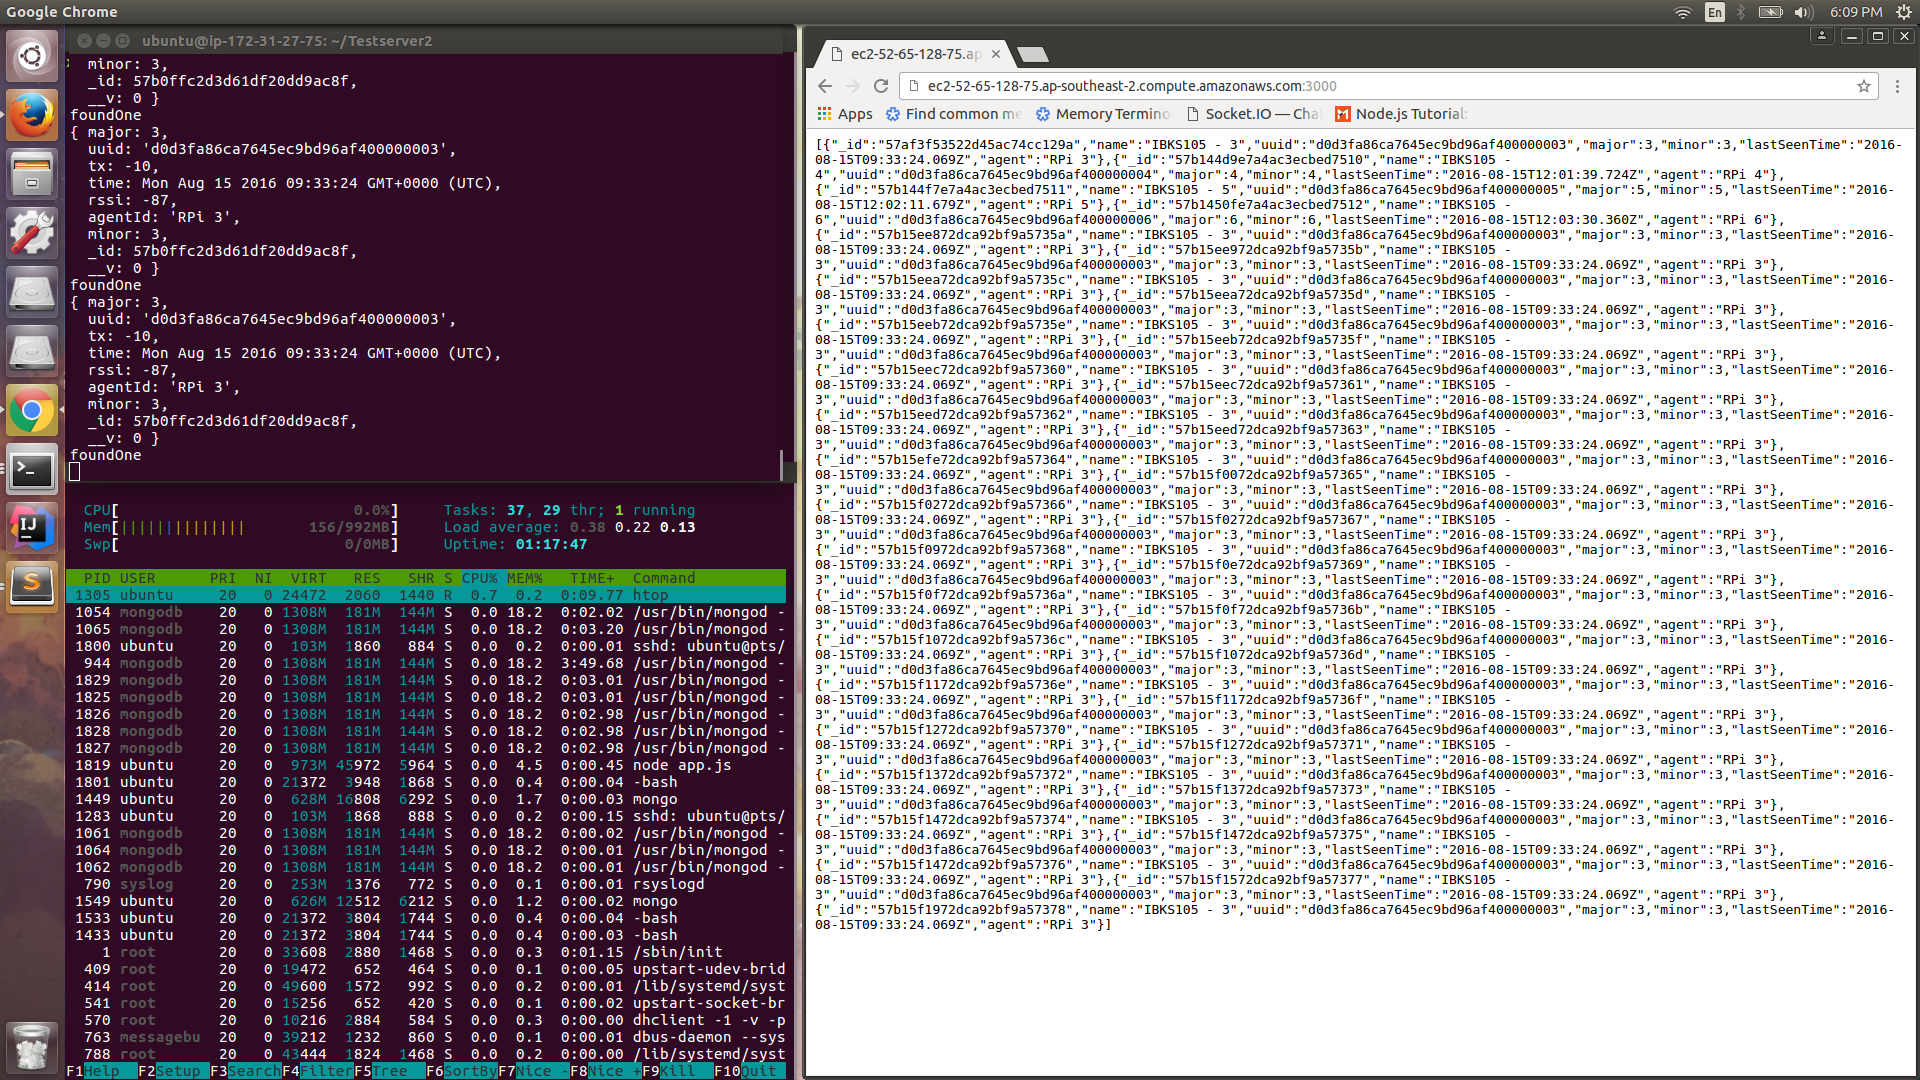 Google Chrome
En
6:09 PM
ubuntu@ip-172-31-27-75: ~/Testserver2
minor: 3,
_id: 57b0ffc2d3d61df20dd9ac8f,
__v: 0 }
foundOne
{ major: 3,
uuid: 'd0d3fa86ca7645ec9bd96af400000003',
tx: -10,
time: Mon Aug 15 2016 09:33:24 GMT+0000 (UTC),
rssi: -87,
agentId: 'RPi 3',
minor: 3,
_id: 57b0ffc2d3d61df20dd9ac8f,
__v: 0 }
foundOne
{ major: 3,
uuid: 'd0d3fa86ca7645ec9bd96af400000003',
tx: -10,
time: Mon Aug 15 2016 09:33:24 GMT+0000 (UTC),
rssi: -87,
agentId: 'RPi 3',
minor: 3,
_id: 57b0ffc2d3d61df20dd9ac8f,
__v: 0 }
foundOne
CPU[ 0.0%] Tasks: 37, 29 thr; 1 running
Mem[|||||||||||||| 156/992MB] Load average: 0.38 0.22 0.13
Swp[ 0/0MB] Uptime: 01:17:47
PID USER PRI NI VIRT RES SHR S CPU% MEM% TIME+ Command
1305 ubuntu 20 0 24472 2060 1440 R 0.7 0.2 0:09.77 htop
1054 mongodb 20 0 1308M 181M 144M S 0.0 18.2 0:02.02 /usr/bin/mongod -
1065 mongodb 20 0 1308M 181M 144M S 0.0 18.2 0:03.20 /usr/bin/mongod -
1800 ubuntu 20 0 103M 1860 884 S 0.0 0.2 0:00.01 sshd: ubuntu@pts/
944 mongodb 20 0 1308M 181M 144M S 0.0 18.2 3:49.68 /usr/bin/mongod -
1829 mongodb 20 0 1308M 181M 144M S 0.0 18.2 0:03.01 /usr/bin/mongod -
1825 mongodb 20 0 1308M 181M 144M S 0.0 18.2 0:03.01 /usr/bin/mongod -
1826 mongodb 20 0 1308M 181M 144M S 0.0 18.2 0:02.98 /usr/bin/mongod -
1828 mongodb 20 0 1308M 181M 144M S 0.0 18.2 0:02.98 /usr/bin/mongod -
1827 mongodb 20 0 1308M 181M 144M S 0.0 18.2 0:02.98 /usr/bin/mongod -
1819 ubuntu 20 0 973M 45972 5964 S 0.0 4.5 0:00.45 node app.js
1801 ubuntu 20 0 21372 3948 1868 S 0.0 0.4 0:00.04 -bash
1449 ubuntu 20 0 628M 16808 6292 S 0.0 1.7 0:00.03 mongo
1283 ubuntu 20 0 103M 1868 888 S 0.0 0.2 0:00.15 sshd: ubuntu@pts/
1061 mongodb 20 0 1308M 181M 144M S 0.0 18.2 0:00.02 /usr/bin/mongod -
1064 mongodb 20 0 1308M 181M 144M S 0.0 18.2 0:00.01 /usr/bin/mongod -
1062 mongodb 20 0 1308M 181M 144M S 0.0 18.2 0:00.01 /usr/bin/mongod -
790 syslog 20 0 253M 1376 772 S 0.0 0.1 0:00.01 rsyslogd
1549 ubuntu 20 0 626M 12512 6212 S 0.0 1.2 0:00.02 mongo
1533 ubuntu 20 0 21372 3804 1744 S 0.0 0.4 0:00.04 -bash
1433 ubuntu 20 0 21372 3804 1744 S 0.0 0.4 0:00.03 -bash
1 root 20 0 33608 2880 1468 S 0.0 0.3 0:01.15 /sbin/init
409 root 20 0 19472 652 464 S 0.0 0.1 0:00.05 upstart-udev-brid
414 root 20 0 49600 1572 992 S 0.0 0.2 0:00.01 /lib/systemd/syst
541 root 20 0 15256 652 420 S 0.0 0.1 0:00.02 upstart-socket-br
570 root 20 0 10216 2884 584 S 0.0 0.3 0:00.00 dhclient -1 -v -p
763 messagebu 20 0 39212 1232 860 S 0.0 0.1 0:00.01 dbus-daemon --sys
788 root 20 0 43444 1824 1468 S 0.0 0.2 0:00.00 /lib/systemd/syst
F1Help F2Setup F3SearchF4FilterF5Tree F6SortByF7Nice -F8Nice +F9Kill F10Quit
ec2-52-65-128-75.ap
ec2-52-65-128-75.ap-southeast-2.compute.amazonaws.com:3000
Apps Find common me Memory Termino Socket.IO — Cha Node.js Tutorial:
[{"_id":"57af3f53522d45ac74cc129a","name":"IBKS105 - 3","uuid":"d0d3fa86ca7645ec9bd96af400000003","major":3,"minor":3,"lastSeenTime":"2016-
08-15T09:33:24.069Z","agent":"RPi 3"},{"_id":"57b144d9e7a4ac3ecbed7510","name":"IBKS105 -
4","uuid":"d0d3fa86ca7645ec9bd96af400000004","major":4,"minor":4,"lastSeenTime":"2016-08-15T12:01:39.724Z","agent":"RPi 4"},
{"_id":"57b144f7e7a4ac3ecbed7511","name":"IBKS105 - 5","uuid":"d0d3fa86ca7645ec9bd96af400000005","major":5,"minor":5,"lastSeenTime":"2016-
08-15T12:02:11.679Z","agent":"RPi 5"},{"_id":"57b1450fe7a4ac3ecbed7512","name":"IBKS105 -
6","uuid":"d0d3fa86ca7645ec9bd96af400000006","major":6,"minor":6,"lastSeenTime":"2016-08-15T12:03:30.360Z","agent":"RPi 6"},
{"_id":"57b15ee872dca92bf9a5735a","name":"IBKS105 - 3","uuid":"d0d3fa86ca7645ec9bd96af400000003","major":3,"minor":3,"lastSeenTime":"2016-
08-15T09:33:24.069Z","agent":"RPi 3"},{"_id":"57b15ee972dca92bf9a5735b","name":"IBKS105 -
3","uuid":"d0d3fa86ca7645ec9bd96af400000003","major":3,"minor":3,"lastSeenTime":"2016-08-15T09:33:24.069Z","agent":"RPi 3"},
{"_id":"57b15eea72dca92bf9a5735c","name":"IBKS105 - 3","uuid":"d0d3fa86ca7645ec9bd96af400000003","major":3,"minor":3,"lastSeenTime":"2016-
08-15T09:33:24.069Z","agent":"RPi 3"},{"_id":"57b15eea72dca92bf9a5735d","name":"IBKS105 -
3","uuid":"d0d3fa86ca7645ec9bd96af400000003","major":3,"minor":3,"lastSeenTime":"2016-08-15T09:33:24.069Z","agent":"RPi 3"},
{"_id":"57b15eeb72dca92bf9a5735e","name":"IBKS105 - 3","uuid":"d0d3fa86ca7645ec9bd96af400000003","major":3,"minor":3,"lastSeenTime":"2016-
08-15T09:33:24.069Z","agent":"RPi 3"},{"_id":"57b15eeb72dca92bf9a5735f","name":"IBKS105 -
3","uuid":"d0d3fa86ca7645ec9bd96af400000003","major":3,"minor":3,"lastSeenTime":"2016-08-15T09:33:24.069Z","agent":"RPi 3"},
{"_id":"57b15eec72dca92bf9a57360","name":"IBKS105 - 3","uuid":"d0d3fa86ca7645ec9bd96af400000003","major":3,"minor":3,"lastSeenTime":"2016-
08-15T09:33:24.069Z","agent":"RPi 3"},{"_id":"57b15eec72dca92bf9a57361","name":"IBKS105 -
3","uuid":"d0d3fa86ca7645ec9bd96af400000003","major":3,"minor":3,"lastSeenTime":"2016-08-15T09:33:24.069Z","agent":"RPi 3"},
{"_id":"57b15eed72dca92bf9a57362","name":"IBKS105 - 3","uuid":"d0d3fa86ca7645ec9bd96af400000003","major":3,"minor":3,"lastSeenTime":"2016-
08-15T09:33:24.069Z","agent":"RPi 3"},{"_id":"57b15eed72dca92bf9a57363","name":"IBKS105 -
3","uuid":"d0d3fa86ca7645ec9bd96af400000003","major":3,"minor":3,"lastSeenTime":"2016-08-15T09:33:24.069Z","agent":"RPi 3"},
{"_id":"57b15efe72dca92bf9a57364","name":"IBKS105 - 3","uuid":"d0d3fa86ca7645ec9bd96af400000003","major":3,"minor":3,"lastSeenTime":"2016-
08-15T09:33:24.069Z","agent":"RPi 3"},{"_id":"57b15f0072dca92bf9a57365","name":"IBKS105 -
3","uuid":"d0d3fa86ca7645ec9bd96af400000003","major":3,"minor":3,"lastSeenTime":"2016-08-15T09:33:24.069Z","agent":"RPi 3"},
{"_id":"57b15f0272dca92bf9a57366","name":"IBKS105 - 3","uuid":"d0d3fa86ca7645ec9bd96af400000003","major":3,"minor":3,"lastSeenTime":"2016-
08-15T09:33:24.069Z","agent":"RPi 3"},{"_id":"57b15f0272dca92bf9a57367","name":"IBKS105 -
3","uuid":"d0d3fa86ca7645ec9bd96af400000003","major":3,"minor":3,"lastSeenTime":"2016-08-15T09:33:24.069Z","agent":"RPi 3"},
{"_id":"57b15f0972dca92bf9a57368","name":"IBKS105 - 3","uuid":"d0d3fa86ca7645ec9bd96af400000003","major":3,"minor":3,"lastSeenTime":"2016-
08-15T09:33:24.069Z","agent":"RPi 3"},{"_id":"57b15f0e72dca92bf9a57369","name":"IBKS105 -
3","uuid":"d0d3fa86ca7645ec9bd96af400000003","major":3,"minor":3,"lastSeenTime":"2016-08-15T09:33:24.069Z","agent":"RPi 3"},
{"_id":"57b15f0f72dca92bf9a5736a","name":"IBKS105 - 3","uuid":"d0d3fa86ca7645ec9bd96af400000003","major":3,"minor":3,"lastSeenTime":"2016-
08-15T09:33:24.069Z","agent":"RPi 3"},{"_id":"57b15f0f72dca92bf9a5736b","name":"IBKS105 -
3","uuid":"d0d3fa86ca7645ec9bd96af400000003","major":3,"minor":3,"lastSeenTime":"2016-08-15T09:33:24.069Z","agent":"RPi 3"},
{"_id":"57b15f1072dca92bf9a5736c","name":"IBKS105 - 3","uuid":"d0d3fa86ca7645ec9bd96af400000003","major":3,"minor":3,"lastSeenTime":"2016-
08-15T09:33:24.069Z","agent":"RPi 3"},{"_id":"57b15f1072dca92bf9a5736d","name":"IBKS105 -
3","uuid":"d0d3fa86ca7645ec9bd96af400000003","major":3,"minor":3,"lastSeenTime":"2016-08-15T09:33:24.069Z","agent":"RPi 3"},
{"_id":"57b15f1172dca92bf9a5736e","name":"IBKS105 - 3","uuid":"d0d3fa86ca7645ec9bd96af400000003","major":3,"minor":3,"lastSeenTime":"2016-
08-15T09:33:24.069Z","agent":"RPi 3"},{"_id":"57b15f1172dca92bf9a5736f","name":"IBKS105 -
3","uuid":"d0d3fa86ca7645ec9bd96af400000003","major":3,"minor":3,"lastSeenTime":"2016-08-15T09:33:24.069Z","agent":"RPi 3"},
{"_id":"57b15f1272dca92bf9a57370","name":"IBKS105 - 3","uuid":"d0d3fa86ca7645ec9bd96af400000003","major":3,"minor":3,"lastSeenTime":"2016-
08-15T09:33:24.069Z","agent":"RPi 3"},{"_id":"57b15f1272dca92bf9a57371","name":"IBKS105 -
3","uuid":"d0d3fa86ca7645ec9bd96af400000003","major":3,"minor":3,"lastSeenTime":"2016-08-15T09:33:24.069Z","agent":"RPi 3"},
{"_id":"57b15f1372dca92bf9a57372","name":"IBKS105 - 3","uuid":"d0d3fa86ca7645ec9bd96af400000003","major":3,"minor":3,"lastSeenTime":"2016-
08-15T09:33:24.069Z","agent":"RPi 3"},{"_id":"57b15f1372dca92bf9a57373","name":"IBKS105 -
3","uuid":"d0d3fa86ca7645ec9bd96af400000003","major":3,"minor":3,"lastSeenTime":"2016-08-15T09:33:24.069Z","agent":"RPi 3"},
{"_id":"57b15f1472dca92bf9a57374","name":"IBKS105 - 3","uuid":"d0d3fa86ca7645ec9bd96af400000003","major":3,"minor":3,"lastSeenTime":"2016-
08-15T09:33:24.069Z","agent":"RPi 3"},{"_id":"57b15f1472dca92bf9a57375","name":"IBKS105 -
3","uuid":"d0d3fa86ca7645ec9bd96af400000003","major":3,"minor":3,"lastSeenTime":"2016-08-15T09:33:24.069Z","agent":"RPi 3"},
{"_id":"57b15f1472dca92bf9a57376","name":"IBKS105 - 3","uuid":"d0d3fa86ca7645ec9bd96af400000003","major":3,"minor":3,"lastSeenTime":"2016-
08-15T09:33:24.069Z","agent":"RPi 3"},{"_id":"57b15f1572dca92bf9a57377","name":"IBKS105 -
3","uuid":"d0d3fa86ca7645ec9bd96af400000003","major":3,"minor":3,"lastSeenTime":"2016-08-15T09:33:24.069Z","agent":"RPi 3"},
{"_id":"57b15f1972dca92bf9a57378","name":"IBKS105 - 3","uuid":"d0d3fa86ca7645ec9bd96af400000003","major":3,"minor":3,"lastSeenTime":"2016-
08-15T09:33:24.069Z","agent":"RPi 3"}]